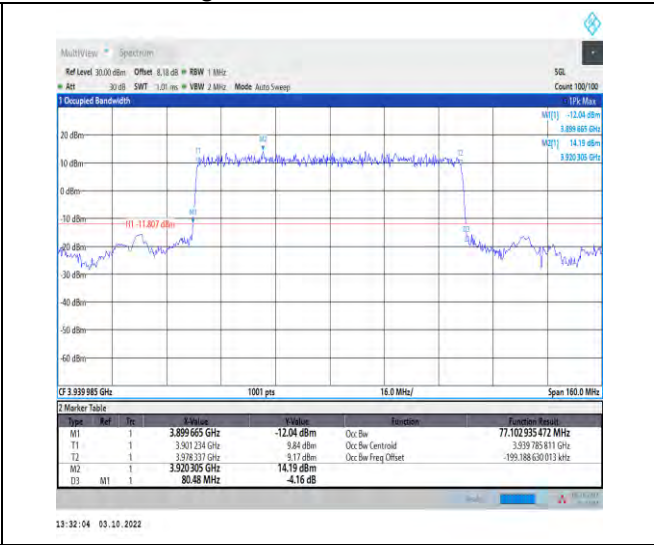 MultiView Spectrum
Ref Level 30.00 dBm Offset 8.18 dB RBW 1 MHz SGL
Att 30 dB SWT 1.01 ms VBW 2 MHz Mode Auto Sweep Count 100/100
1 Occupied Bandwidth 1Pk Max
M1[1] -12.04 dBm
3.899 665 GHz
M2[1] 14.19 dBm
3.920 305 GHz
20 dBm
M2
T1 T2
10 dBm
0 dBm
-10 dBm
M1
H1 -11.807 dBm
D3
-20 dBm
-30 dBm
-40 dBm
-50 dBm
-60 dBm
CF 3.939 985 GHz 1001 pts 16.0 MHz/ Span 160.0 MHz
2 Marker Table
Type Ref Trc X-Value Y-Value Function Function Result
M1 1 3.899 665 GHz -12.04 dBm Occ Bw 77.102 935 472 MHz
T1 1 3.901 234 GHz 9.84 dBm Occ Bw Centroid 3.939 785 811 GHz
T2 1 3.978 337 GHz 9.17 dBm Occ Bw Freq Offset -199.188 630 013 kHz
M2 1 3.920 305 GHz 14.19 dBm
D3 M1 1 80.48 MHz -4.16 dB
13:32:04 03.10.2022